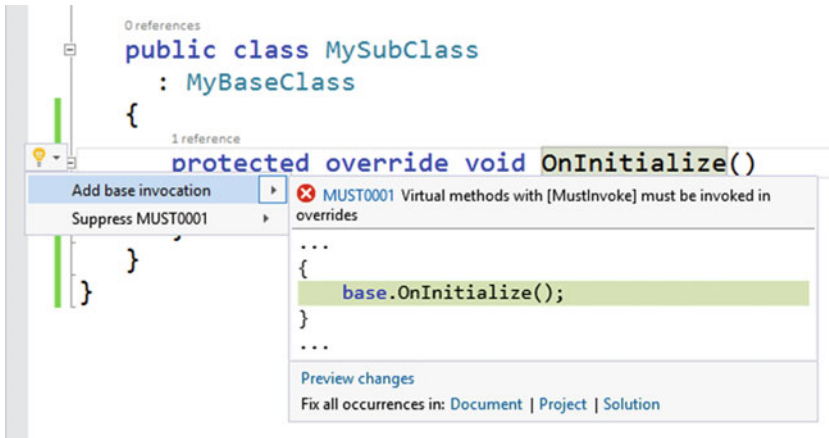 0 references
public class MySubClass
: MyBaseClass
{
1 reference
protected override void OnInitialize()
Add base invocation
Suppress MUST0001
MUST0001 Virtual methods with [MustInvoke] must be invoked in
overrides
...
{
base.OnInitialize();
}
...
Preview changes
Fix all occurrences in: Document | Project | Solution
}
}